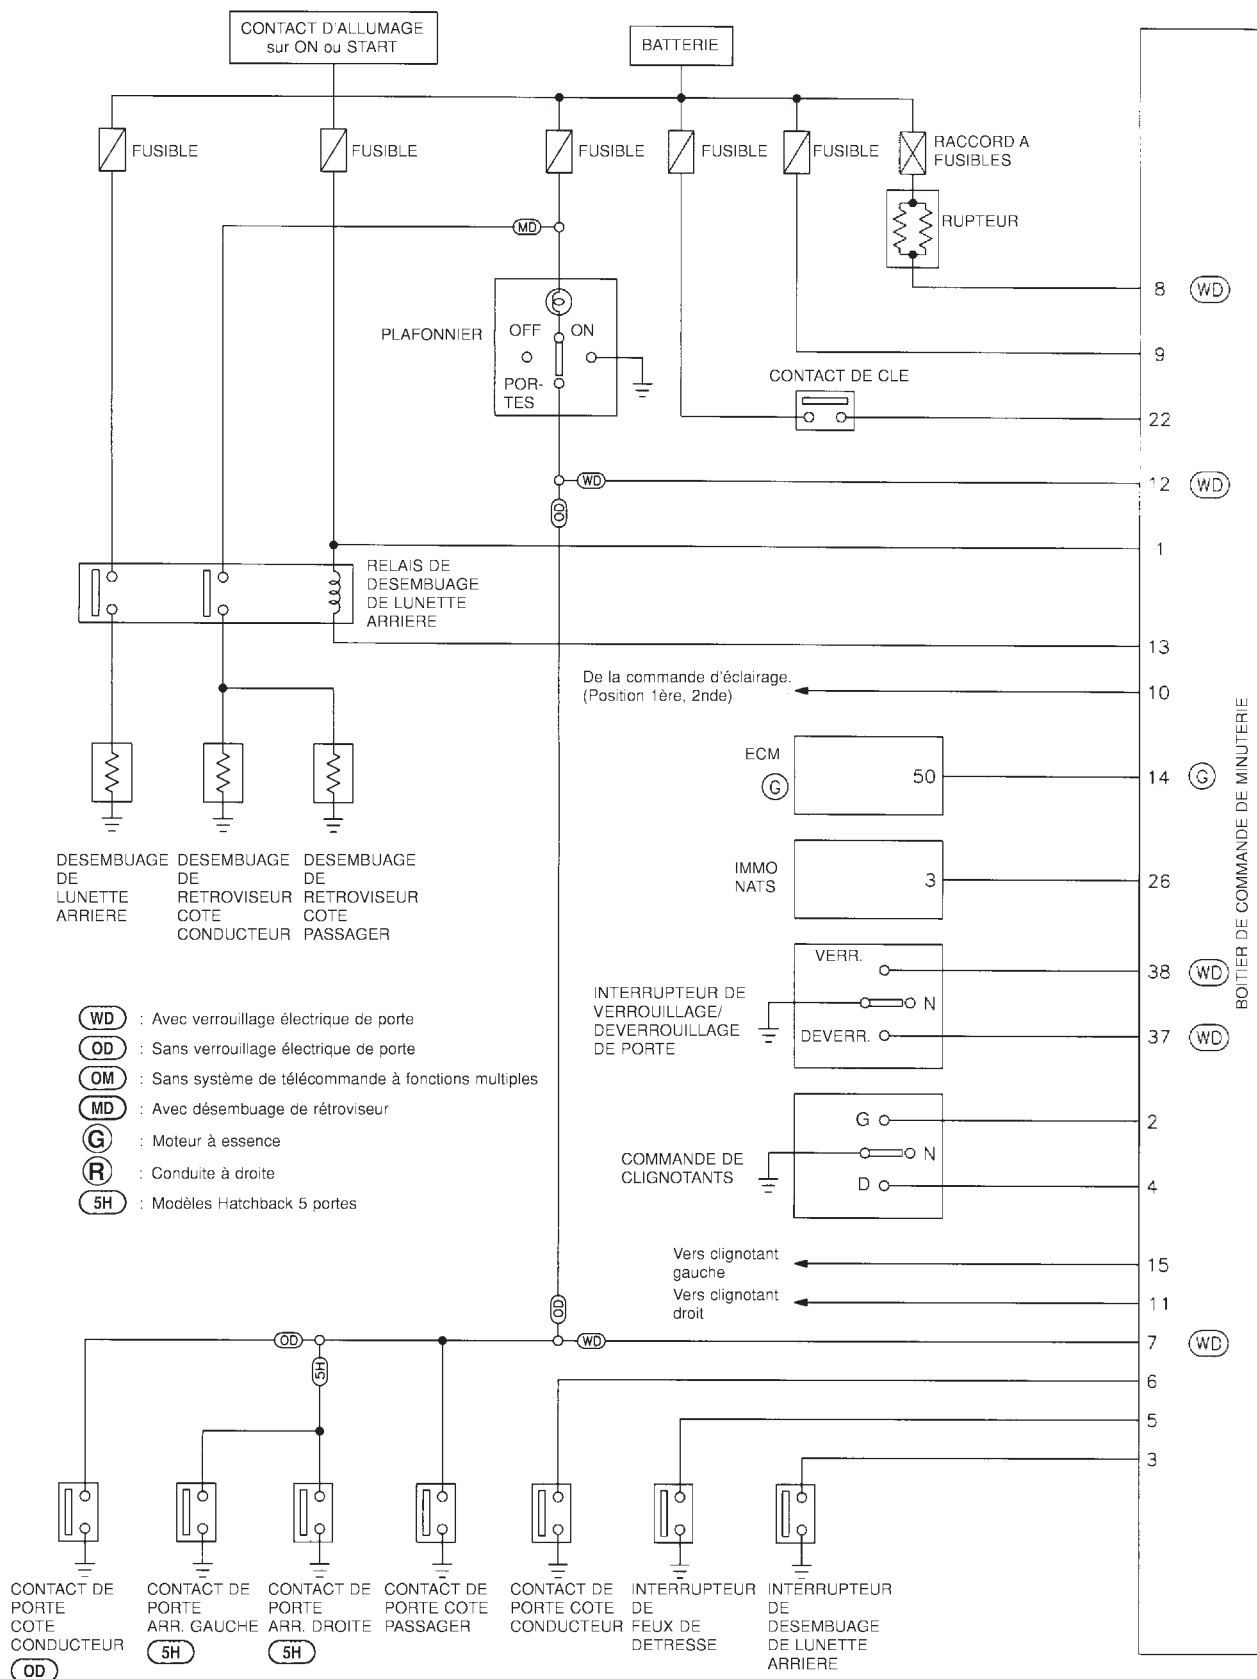 CONTACT D'ALLUMAGE
sur ON ou START
BATTERIE
FUSIBLE
FUSIBLE
FUSIBLE
FUSIBLE
FUSIBLE
RACCORD A
FUSIBLES
RUPTEUR
MD
8
WD
PLAFONNIER
OFF
ON
POR-
TES
9
CONTACT DE CLE
22
WD
12
WD
OD
1
RELAIS DE
DESEMBUAGE
DE LUNETTE
ARRIERE
13
De la commande d'éclairage.
(Position 1ère, 2nde)
10
ECM
G
50
14
G
IMMO
NATS
3
26
BOITIER DE COMMANDE DE MINUTERIE
DESEMBUAGE
DE
LUNETTE
ARRIERE
DESEMBUAGE
DE
RETROVISEUR
COTE
CONDUCTEUR
DESEMBUAGE
DE
RETROVISEUR
COTE
PASSAGER
INTERRUPTEUR DE
VERROUILLAGE/
DEVERROUILLAGE
DE PORTE
VERR.
N
DEVERR.
38
WD
37
WD
WD : Avec verrouillage électrique de porte
OD : Sans verrouillage électrique de porte
OM : Sans système de télécommande à fonctions multiples
MD : Avec désembuage de rétroviseur
G : Moteur à essence
R : Conduite à droite
5H : Modèles Hatchback 5 portes
COMMANDE DE
CLIGNOTANTS
G
N
D
2
4
Vers clignotant
gauche
15
Vers clignotant
droit
11
OD
OD
WD
7
WD
5H
6
5
3
CONTACT DE
PORTE
COTE
CONDUCTEUR
OD
CONTACT DE
PORTE
ARR. GAUCHE
5H
CONTACT DE
PORTE
ARR. DROITE
5H
CONTACT DE
PORTE COTE
PASSAGER
CONTACT DE
PORTE COTE
CONDUCTEUR
INTERRUPTEUR
DE
FEUX DE
DETRESSE
INTERRUPTEUR
DE
DESEMBUAGE
DE LUNETTE
ARRIERE